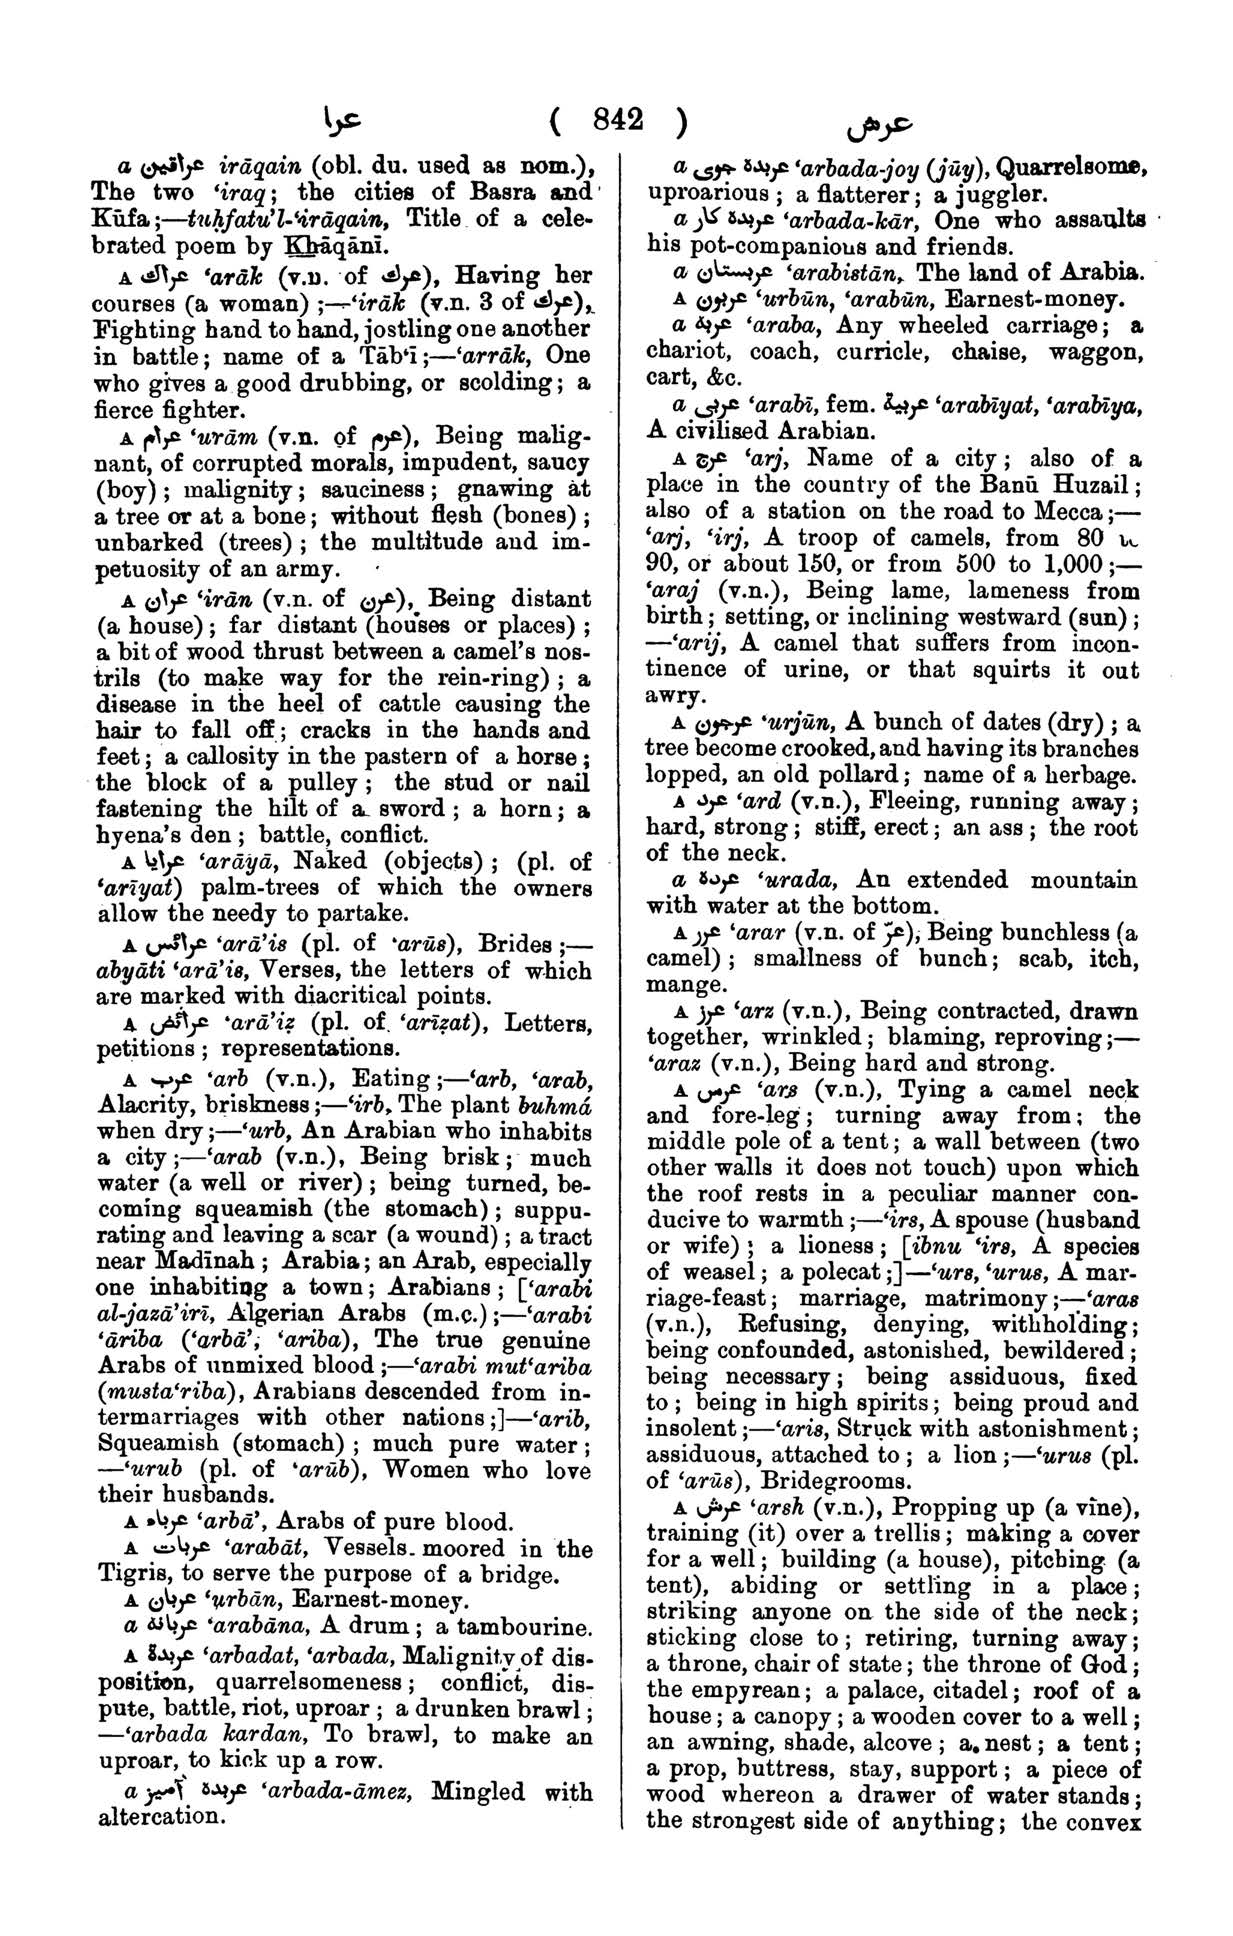 عرا ( 842 ) عرش
a عراقين irāqain (obl. du. used as nom.),
The two ‘iraq; the cities of Basra and
Kūfa;—tuḥfatu’l-‘irāqain, Title of a cele-
brated poem by Khāqānī.
A عراك ‘arāk (v.n. of عرك), Having her
courses (a woman);—‘irāk (v.n. 3 of عرك),
Fighting hand to hand, jostling one another
in battle; name of a Tāb‘ī;—‘arrāk, One
who gives a good drubbing, or scolding; a
fierce fighter.
A عرام ‘urām (v.n. of عرم), Being malig-
nant, of corrupted morals, impudent, saucy
(boy); malignity; sauciness; gnawing at
a tree or at a bone; without flesh (bones);
unbarked (trees); the multitude and im-
petuosity of an army.
A عران ‘irān (v.n. of عرن), Being distant
(a house); far distant (houses or places);
a bit of wood thrust between a camel’s nos-
trils (to make way for the rein-ring); a
disease in the heel of cattle causing the
hair to fall off; cracks in the hands and
feet; a callosity in the pastern of a horse;
the block of a pulley; the stud or nail
fastening the hilt of a sword; a horn; a
hyena’s den; battle, conflict.
A عرايا ‘arāyā, Naked (objects); (pl. of
‘arīyat) palm-trees of which the owners
allow the needy to partake.
A عرائس ‘arā’is (pl. of ‘arūs), Brides;—
abyāti ‘arā’is, Verses, the letters of which
are marked with diacritical points.
A عرائض ‘arā’iẓ (pl. of ‘arīẓat), Letters,
petitions; representations.
A عرب ‘arb (v.n.), Eating;—‘arb, ‘arab,
Alacrity, briskness;—‘irb, The plant buhmá
when dry;—‘urb, An Arabian who inhabits
a city;—‘arab (v.n.), Being brisk; much
water (a well or river); being turned, be-
coming squeamish (the stomach); suppu-
rating and leaving a scar (a wound); a tract
near Madīnah; Arabia; an Arab, especially
one inhabiting a town; Arabians; [‘arabi
al-jazā’irī, Algerian Arabs (m.c.);—‘arabi
‘āriba (‘arbā’, ‘ariba), The true genuine
Arabs of unmixed blood;—‘arabi mut‘ariba
(musta‘riba), Arabians descended from in-
termarriages with other nations;]—‘arib,
Squeamish (stomach); much pure water;
—‘urub (pl. of ‘arūb), Women who love
their husbands.
A عرباء ‘arbā’, Arabs of pure blood.
A عربات ‘arabāt, Vessels moored in the
Tigris, to serve the purpose of a bridge.
A عربان ‘urbān, Earnest-money.
a عربانه ‘arabāna, A drum; a tambourine.
A عربدة ‘arbadat, ‘arbada, Malignity of dis-
position, quarrelsomeness; conflict, dis-
pute, battle, riot, uproar; a drunken brawl;
—‘arbada kardan, To brawl, to make an
uproar, to kick up a row.
a عربدة آميز ‘arbada-āmez, Mingled with
altercation.
a عربدة جوى ‘arbada-joy (jūy), Quarrelsome,
uproarious; a flatterer; a juggler.
a عربدة كار ‘arbada-kār, One who assaults
his pot-companions and friends.
a عربستان ‘arabistān, The land of Arabia.
A عربون ‘urbūn, ‘arabūn, Earnest-money.
a عربة ‘araba, Any wheeled carriage; a
chariot, coach, curricle, chaise, waggon,
cart, &c.
a عربى ‘arabī, fem. عربية ‘arabīyat, ‘arabīya,
A civilised Arabian.
A عرج ‘arj, Name of a city; also of a
place in the country of the Banū Huzail;
also of a station on the road to Mecca;—
‘arj, ‘irj, A troop of camels, from 80
90, or about 150, or from 500 to 1,000;—
‘araj (v.n.), Being lame, lameness from
birth; setting, or inclining westward (sun);
—‘arij, A camel that suffers from incon-
tinence of urine, or that squirts it out
awry.
A عرجون ‘urjūn, A bunch of dates (dry); a
tree become crooked, and having its branches
lopped, an old pollard; name of a herbage.
A عرد ‘ard (v.n.), Fleeing, running away;
hard, strong; stiff, erect; an ass; the root
of the neck.
a عردة ‘urada, An extended mountain
with water at the bottom.
A عرر ‘arar (v.n. of عرّ), Being bunchless (a
camel); smallness of bunch; scab, itch,
mange.
A عرز ‘arz (v.n.), Being contracted, drawn
together, wrinkled; blaming, reproving;—
‘araz (v.n.), Being hard and strong.
A عرس ‘ars (v.n.), Tying a camel neck
and fore-leg; turning away from; the
middle pole of a tent; a wall between (two
other walls it does not touch) upon which
the roof rests in a peculiar manner con-
ducive to warmth;—‘irs, A spouse (husband
or wife); a lioness; [ibnu ‘irs, A species
of weasel; a polecat;]—‘urs, ‘urus, A mar-
riage-feast; marriage, matrimony;—‘aras
(v.n.), Refusing, denying, withholding;
being confounded, astonished, bewildered;
being necessary; being assiduous, fixed
to; being in high spirits; being proud and
insolent;—‘aris, Struck with astonishment;
assiduous, attached to; a lion;—‘urus (pl.
of ‘arūs), Bridegrooms.
A عرش ‘arsh (v.n.), Propping up (a vine),
training (it) over a trellis; making a cover
for a well; building (a house), pitching (a
tent), abiding or settling in a place;
striking anyone on the side of the neck;
sticking close to; retiring, turning away;
a throne, chair of state; the throne of God;
the empyrean; a palace, citadel; roof of a
house; a canopy; a wooden cover to a well;
an awning, shade, alcove; a nest; a tent;
a prop, buttress, stay, support; a piece of
wood whereon a drawer of water stands;
the strongest side of anything; the convex